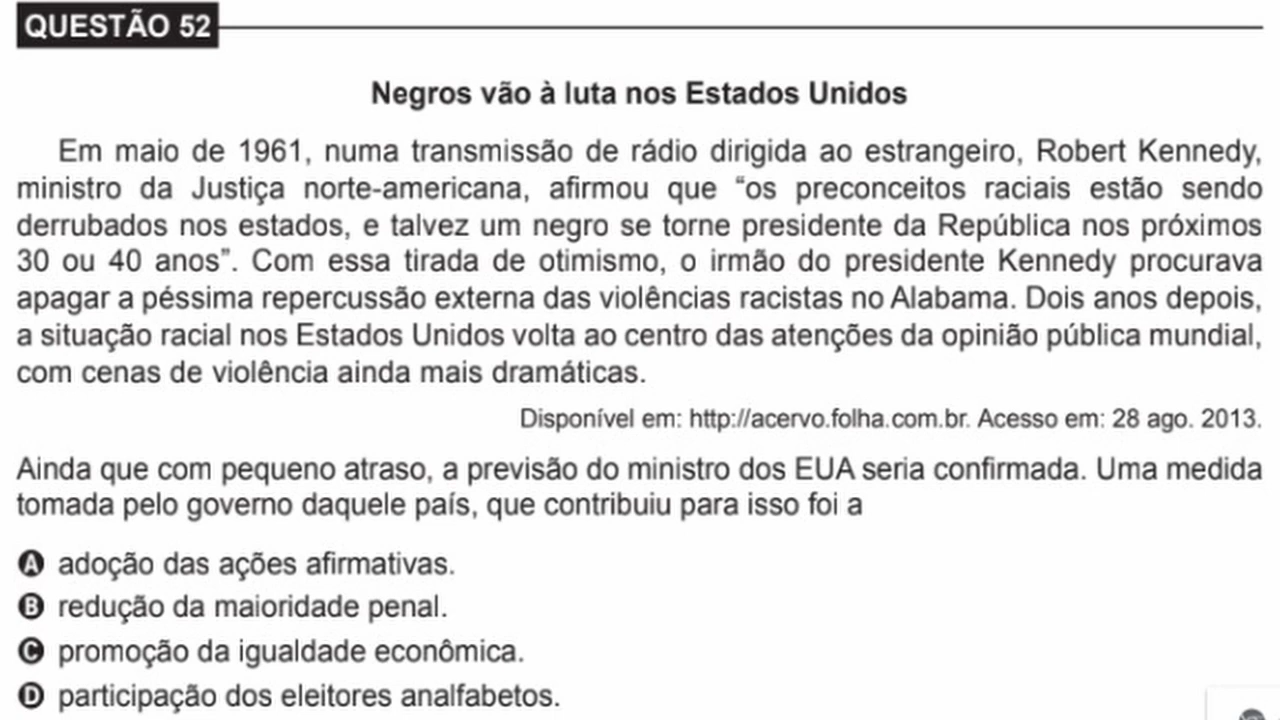 QUESTÃO 52
Negros vão à luta nos Estados Unidos
Em maio de 1961, numa transmissão de rádio dirigida ao estrangeiro, Robert Kennedy,
ministro da Justiça norte-americana, afirmou que “os preconceitos raciais estão sendo
derrubados nos estados, e talvez um negro se torne presidente da República nos próximos
30 ou 40 anos”. Com essa tirada de otimismo, o irmão do presidente Kennedy procurava
apagar a péssima repercussão externa das violências racistas no Alabama. Dois anos depois,
a situação racial nos Estados Unidos volta ao centro das atenções da opinião pública mundial,
com cenas de violência ainda mais dramáticas.
Disponível em: http://acervo.folha.com.br. Acesso em: 28 ago. 2013.
Ainda que com pequeno atraso, a previsão do ministro dos EUA seria confirmada. Uma medida
tomada pelo governo daquele país, que contribuiu para isso foi a
A adoção das ações afirmativas.
B redução da maioridade penal.
C promoção da igualdade econômica.
D participação dos eleitores analfabetos.